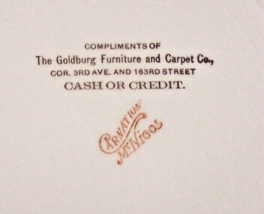 COMPLIMENTS OF
The Goldburg Furniture and Carpet Co.,
COR. 3RD AVE. AND 163RD STREET
CASH OR CREDIT.
CARNATION
McNICOL